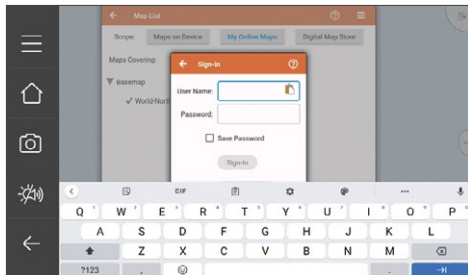 Map List
Scope: Maps on Device My Online Maps Digital Map Store
Maps Covering:
Basemap
World-North
Sign-In
User Name:
Password:
Save Password
Sign-In
GIF
Q W E R T Y U I O P
A S D F G H J K L
Z X C V B N M
?123 , .